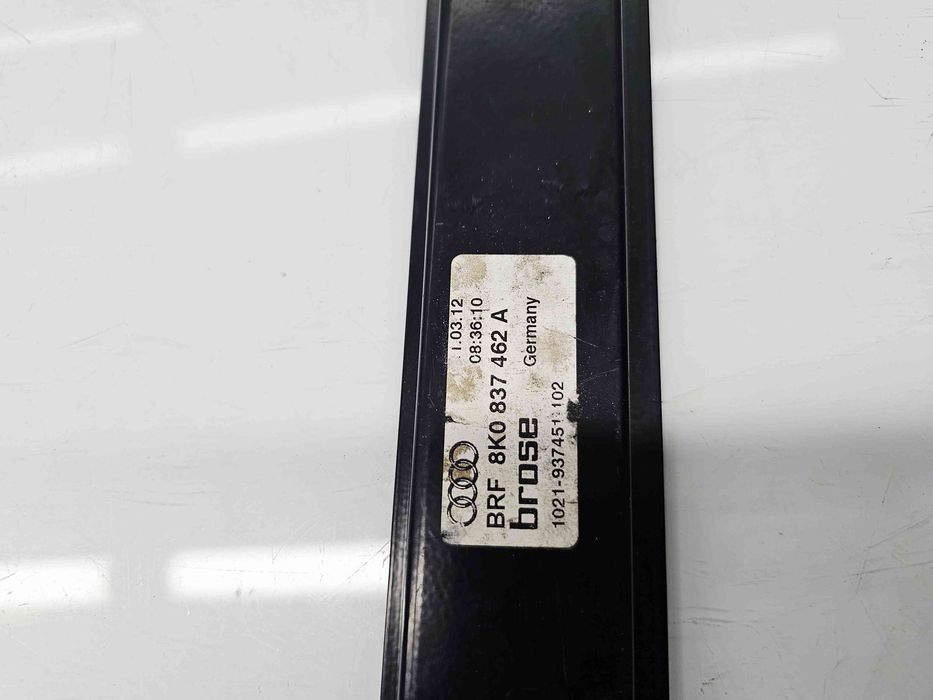 1.03.12
08:36:10
BRF 8K0 837 462 A
brose Germany
1021-937451 102